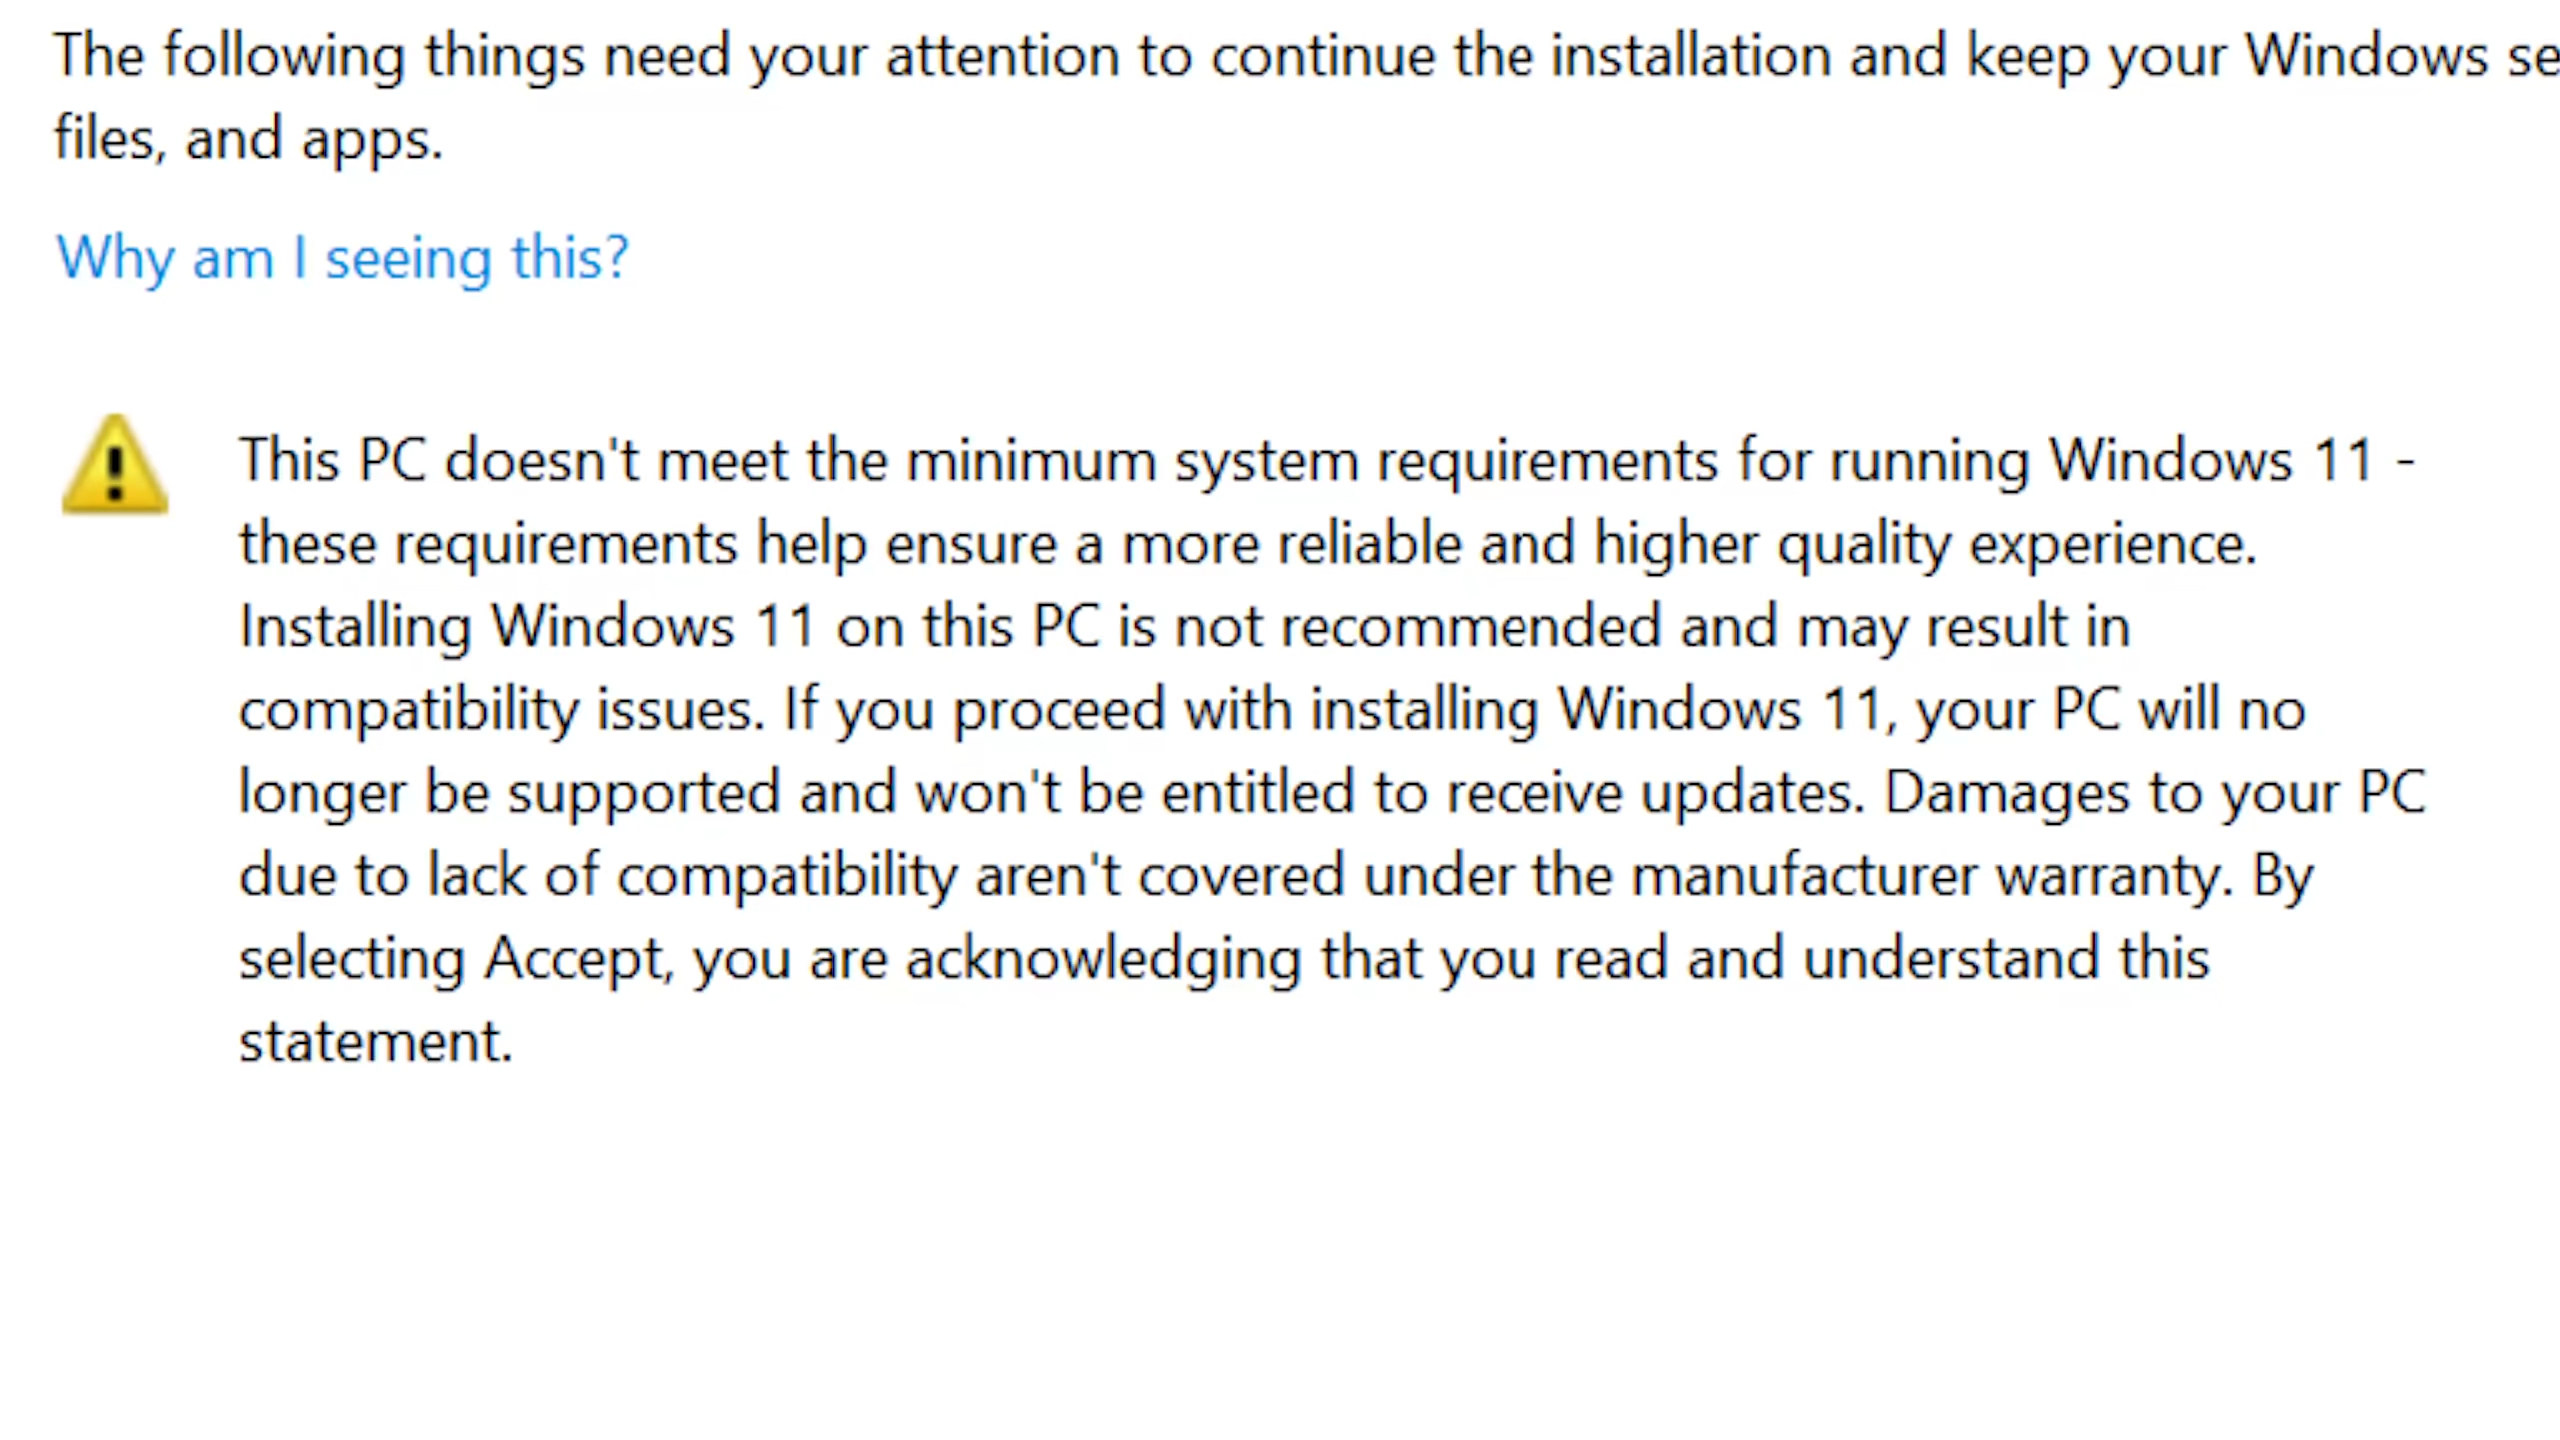 The following things need your attention to continue the installation and keep your Windows
files, and apps.
Why am I seeing this?
This PC doesn't meet the minimum system requirements for running Windows 11 -
these requirements help ensure a more reliable and higher quality experience.
Installing Windows 11 on this PC is not recommended and may result in
compatibility issues. If you proceed with installing Windows 11, your PC will no
longer be supported and won't be entitled to receive updates. Damages to your PC
due to lack of compatibility aren't covered under the manufacturer warranty. By
selecting Accept, you are acknowledging that you read and understand this
statement.